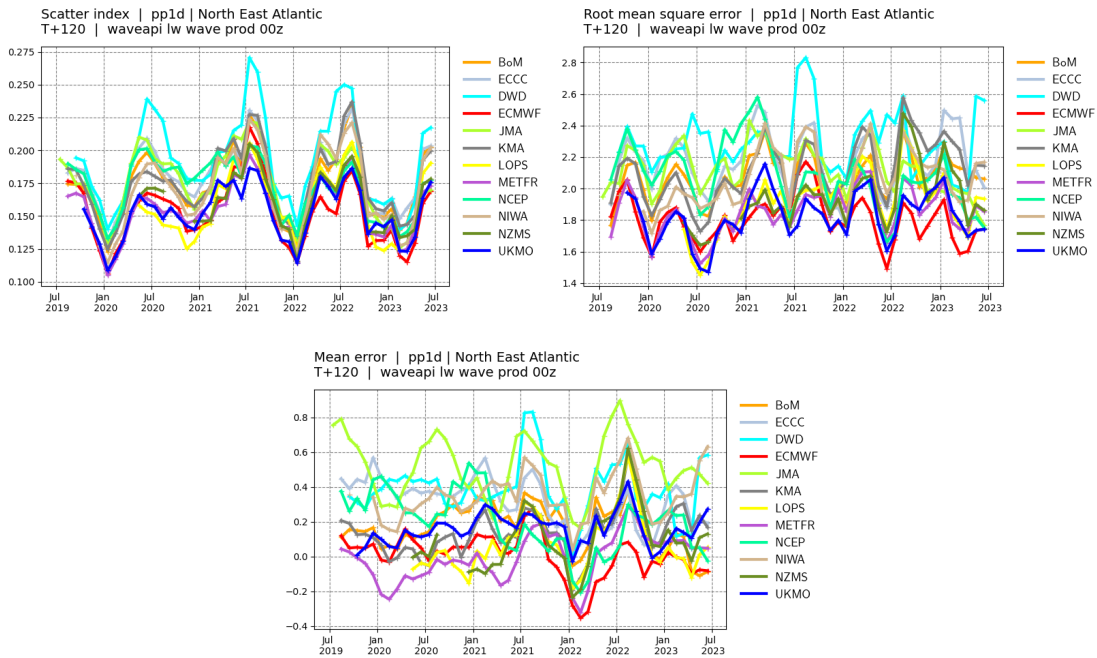 Scatter index | pp1d | North East Atlantic
T+120 | waveapi lw wave prod 00z
0.275
0.250
0.225
0.200
0.175
0.150
0.125
0.100
Jul 2019
Jan 2020
Jul 2020
Jan 2021
Jul 2021
Jan 2022
Jul 2022
Jan 2023
Jul 2023
BoM
ECCC
DWD
ECMWF
JMA
KMA
LOPS
METFR
NCEP
NIWA
NZMS
UKMO
Root mean square error | pp1d | North East Atlantic
T+120 | waveapi lw wave prod 00z
2.8
2.6
2.4
2.2
2.0
1.8
1.6
1.4
Jul 2019
Jan 2020
Jul 2020
Jan 2021
Jul 2021
Jan 2022
Jul 2022
Jan 2023
Jul 2023
BoM
ECCC
DWD
ECMWF
JMA
KMA
LOPS
METFR
NCEP
NIWA
NZMS
UKMO
Mean error | pp1d | North East Atlantic
T+120 | waveapi lw wave prod 00z
0.8
0.6
0.4
0.2
0.0
−0.2
−0.4
Jul 2019
Jan 2020
Jul 2020
Jan 2021
Jul 2021
Jan 2022
Jul 2022
Jan 2023
Jul 2023
BoM
ECCC
DWD
ECMWF
JMA
KMA
LOPS
METFR
NCEP
NIWA
NZMS
UKMO